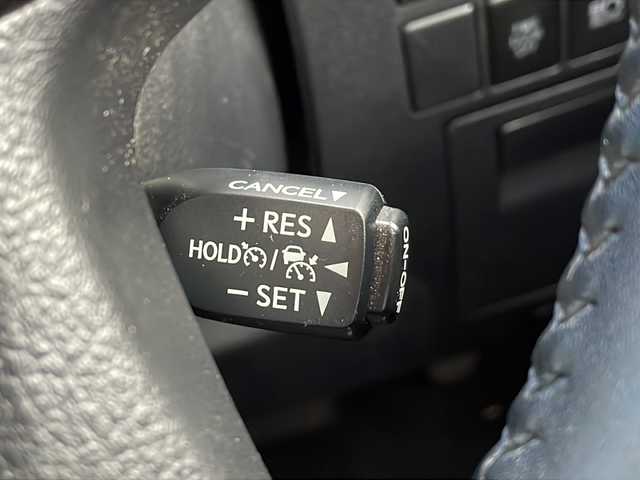 CANCEL▼
+ RES ▲
HOLD /
− SET ▼
ON-OFF